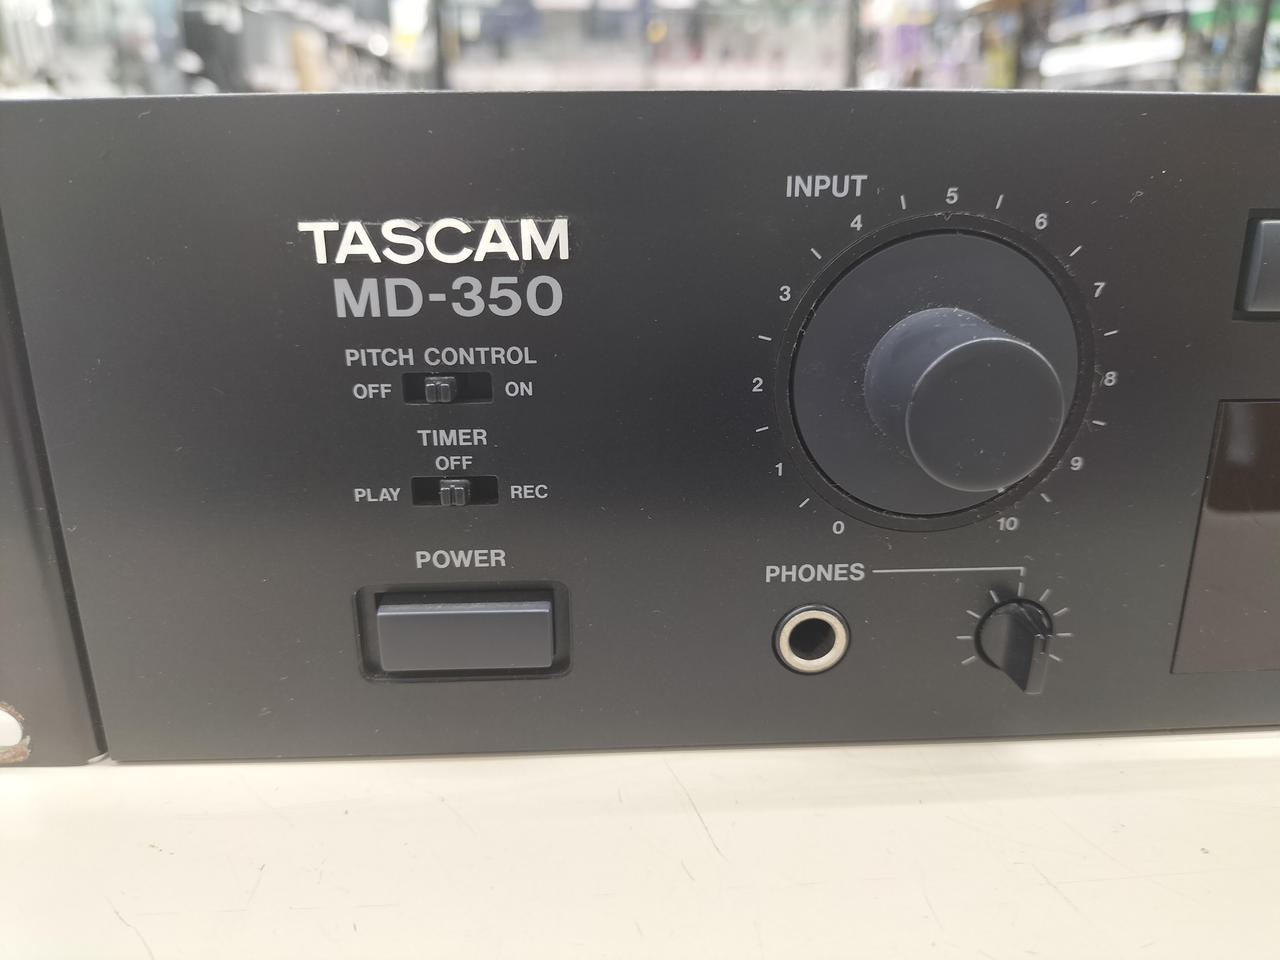 TASCAM
MD-350
PITCH CONTROL
OFF ON
TIMER
OFF
PLAY REC
POWER
INPUT
0 1 2 3 4 5 6 7 8 9 10
PHONES